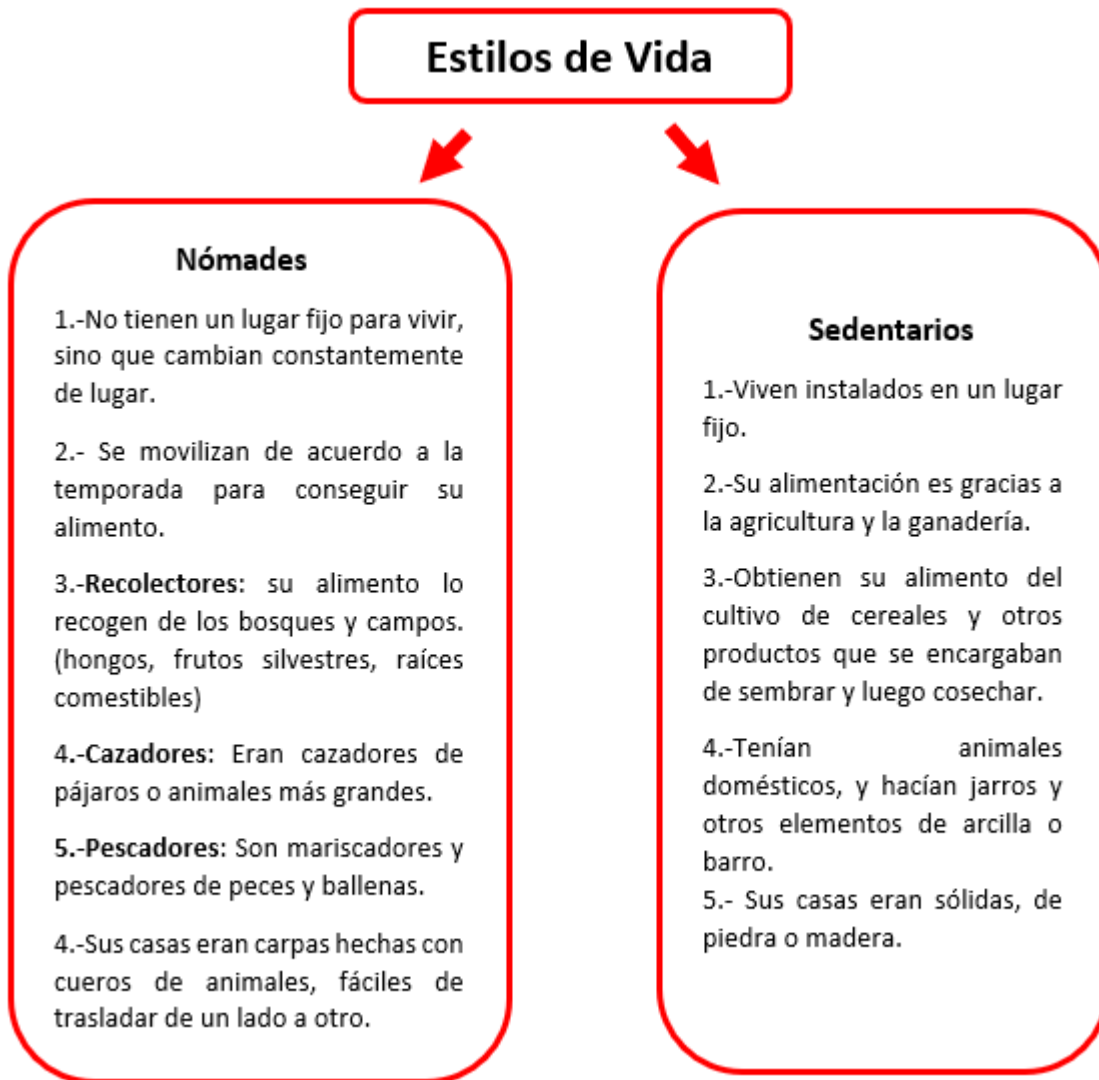 Estilos de Vida
Nómades
1.-No tienen un lugar fijo para vivir,
sino que cambian constantemente
de lugar.
2.- Se movilizan de acuerdo a la
temporada para conseguir su
alimento.
3.-Recolectores: su alimento lo
recogen de los bosques y campos.
(hongos, frutos silvestres, raíces
comestibles)
4.-Cazadores: Eran cazadores de
pájaros o animales más grandes.
5.-Pescadores: Son mariscadores y
pescadores de peces y ballenas.
4.-Sus casas eran carpas hechas con
cueros de animales, fáciles de
trasladar de un lado a otro.
Sedentarios
1.-Viven instalados en un lugar
fijo.
2.-Su alimentación es gracias a
la agricultura y la ganadería.
3.-Obtienen su alimento del
cultivo de cereales y otros
productos que se encargaban
de sembrar y luego cosechar.
4.-Tenían animales
domésticos, y hacían jarros y
otros elementos de arcilla o
barro.
5.- Sus casas eran sólidas, de
piedra o madera.